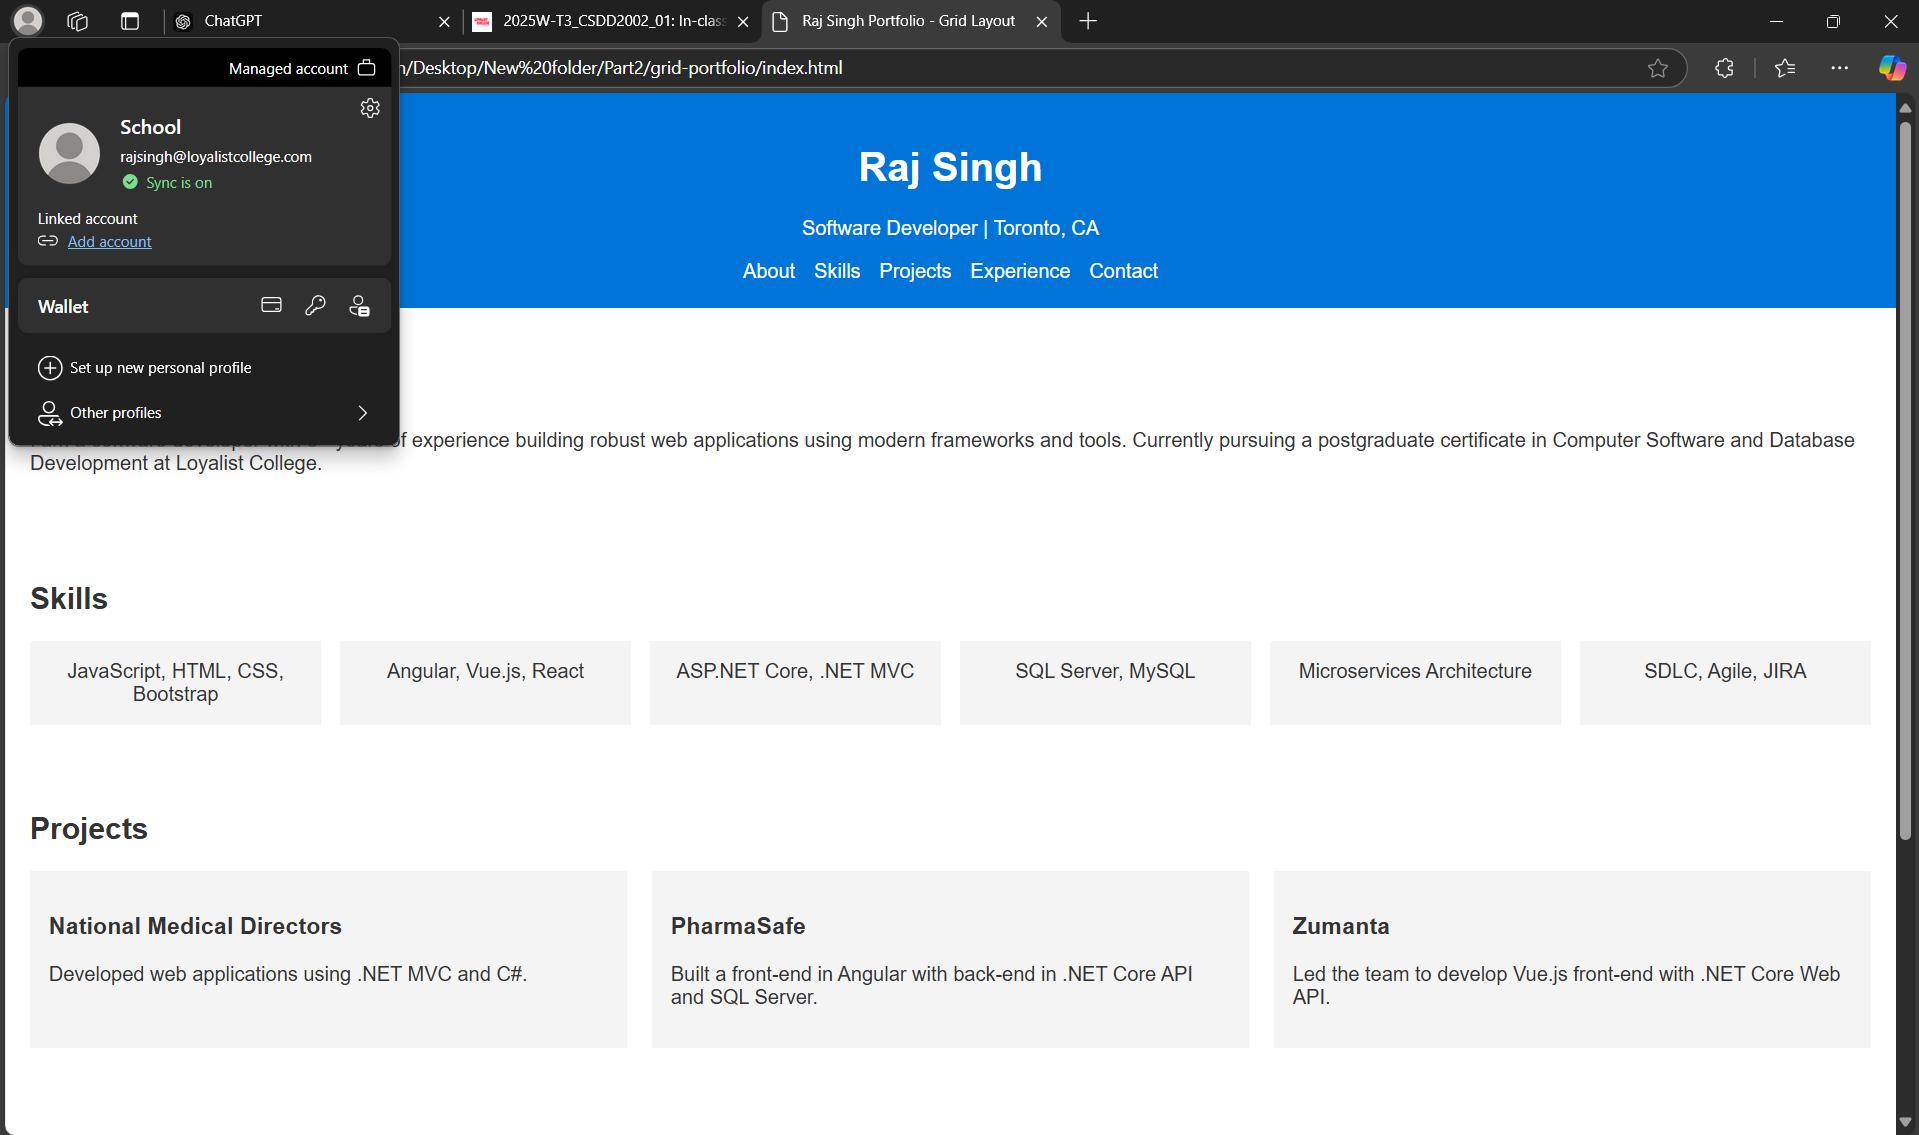 ChatGPT
2025W-T3_CSDD2002_01: In-clas
Raj Singh Portfolio - Grid Layout
/Desktop/New%20folder/Part2/grid-portfolio/index.html
Managed account
School
rajsingh@loyalistcollege.com
Sync is on
Linked account
Add account
Wallet
Set up new personal profile
Other profiles
Raj Singh
Software Developer | Toronto, CA
About Skills Projects Experience Contact
of experience building robust web applications using modern frameworks and tools. Currently pursuing a postgraduate certificate in Computer Software and Database
Development at Loyalist College.
Skills
JavaScript, HTML, CSS,
Bootstrap
Angular, Vue.js, React
ASP.NET Core, .NET MVC
SQL Server, MySQL
Microservices Architecture
SDLC, Agile, JIRA
Projects
National Medical Directors
Developed web applications using .NET MVC and C#.
PharmaSafe
Built a front-end in Angular with back-end in .NET Core API
and SQL Server.
Zumanta
Led the team to develop Vue.js front-end with .NET Core Web
API.